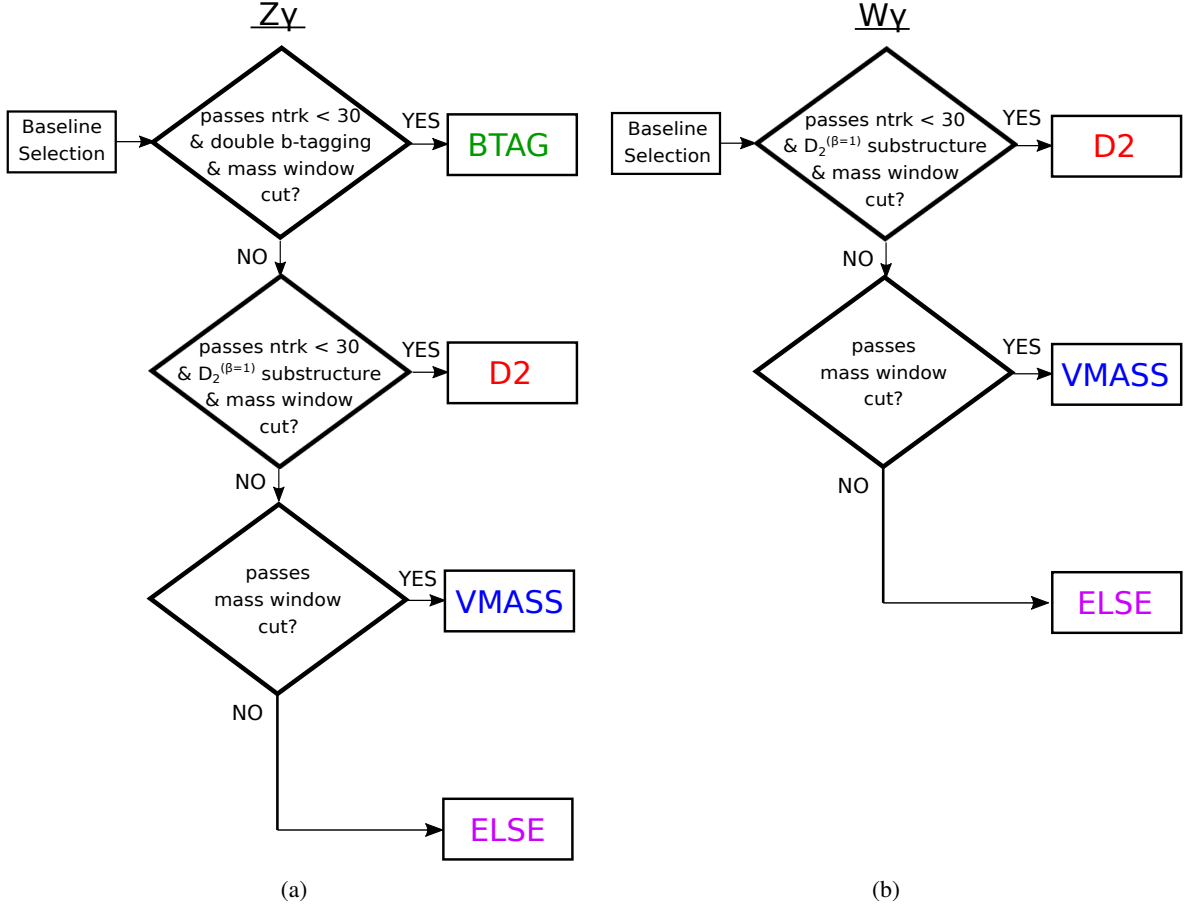 Zγ
Baseline
Selection
passes ntrk < 30
& double b-tagging
& mass window
cut?
YES
BTAG
NO
passes ntrk < 30
& D₂⁽ᵝ⁼¹⁾ substructure
& mass window
cut?
YES
D2
NO
passes
mass window
cut?
YES
VMASS
NO
ELSE
(a)
Wγ
Baseline
Selection
passes ntrk < 30
& D₂⁽ᵝ⁼¹⁾ substructure
& mass window
cut?
YES
D2
NO
passes
mass window
cut?
YES
VMASS
NO
ELSE
(b)